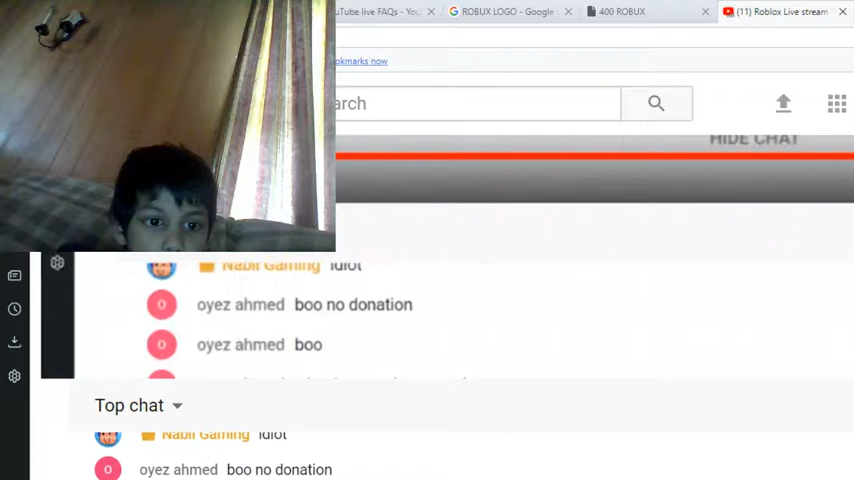 uTube live FAQs - You
ROBUX LOGO - Google
400 ROBUX
(11) Roblox Live stream
okmarks now
arch
HIDE CHAT
Nabil Gaming idiot
oyez ahmed boo no donation
oyez ahmed boo
Top chat
Nabil Gaming idiot
oyez ahmed boo no donation